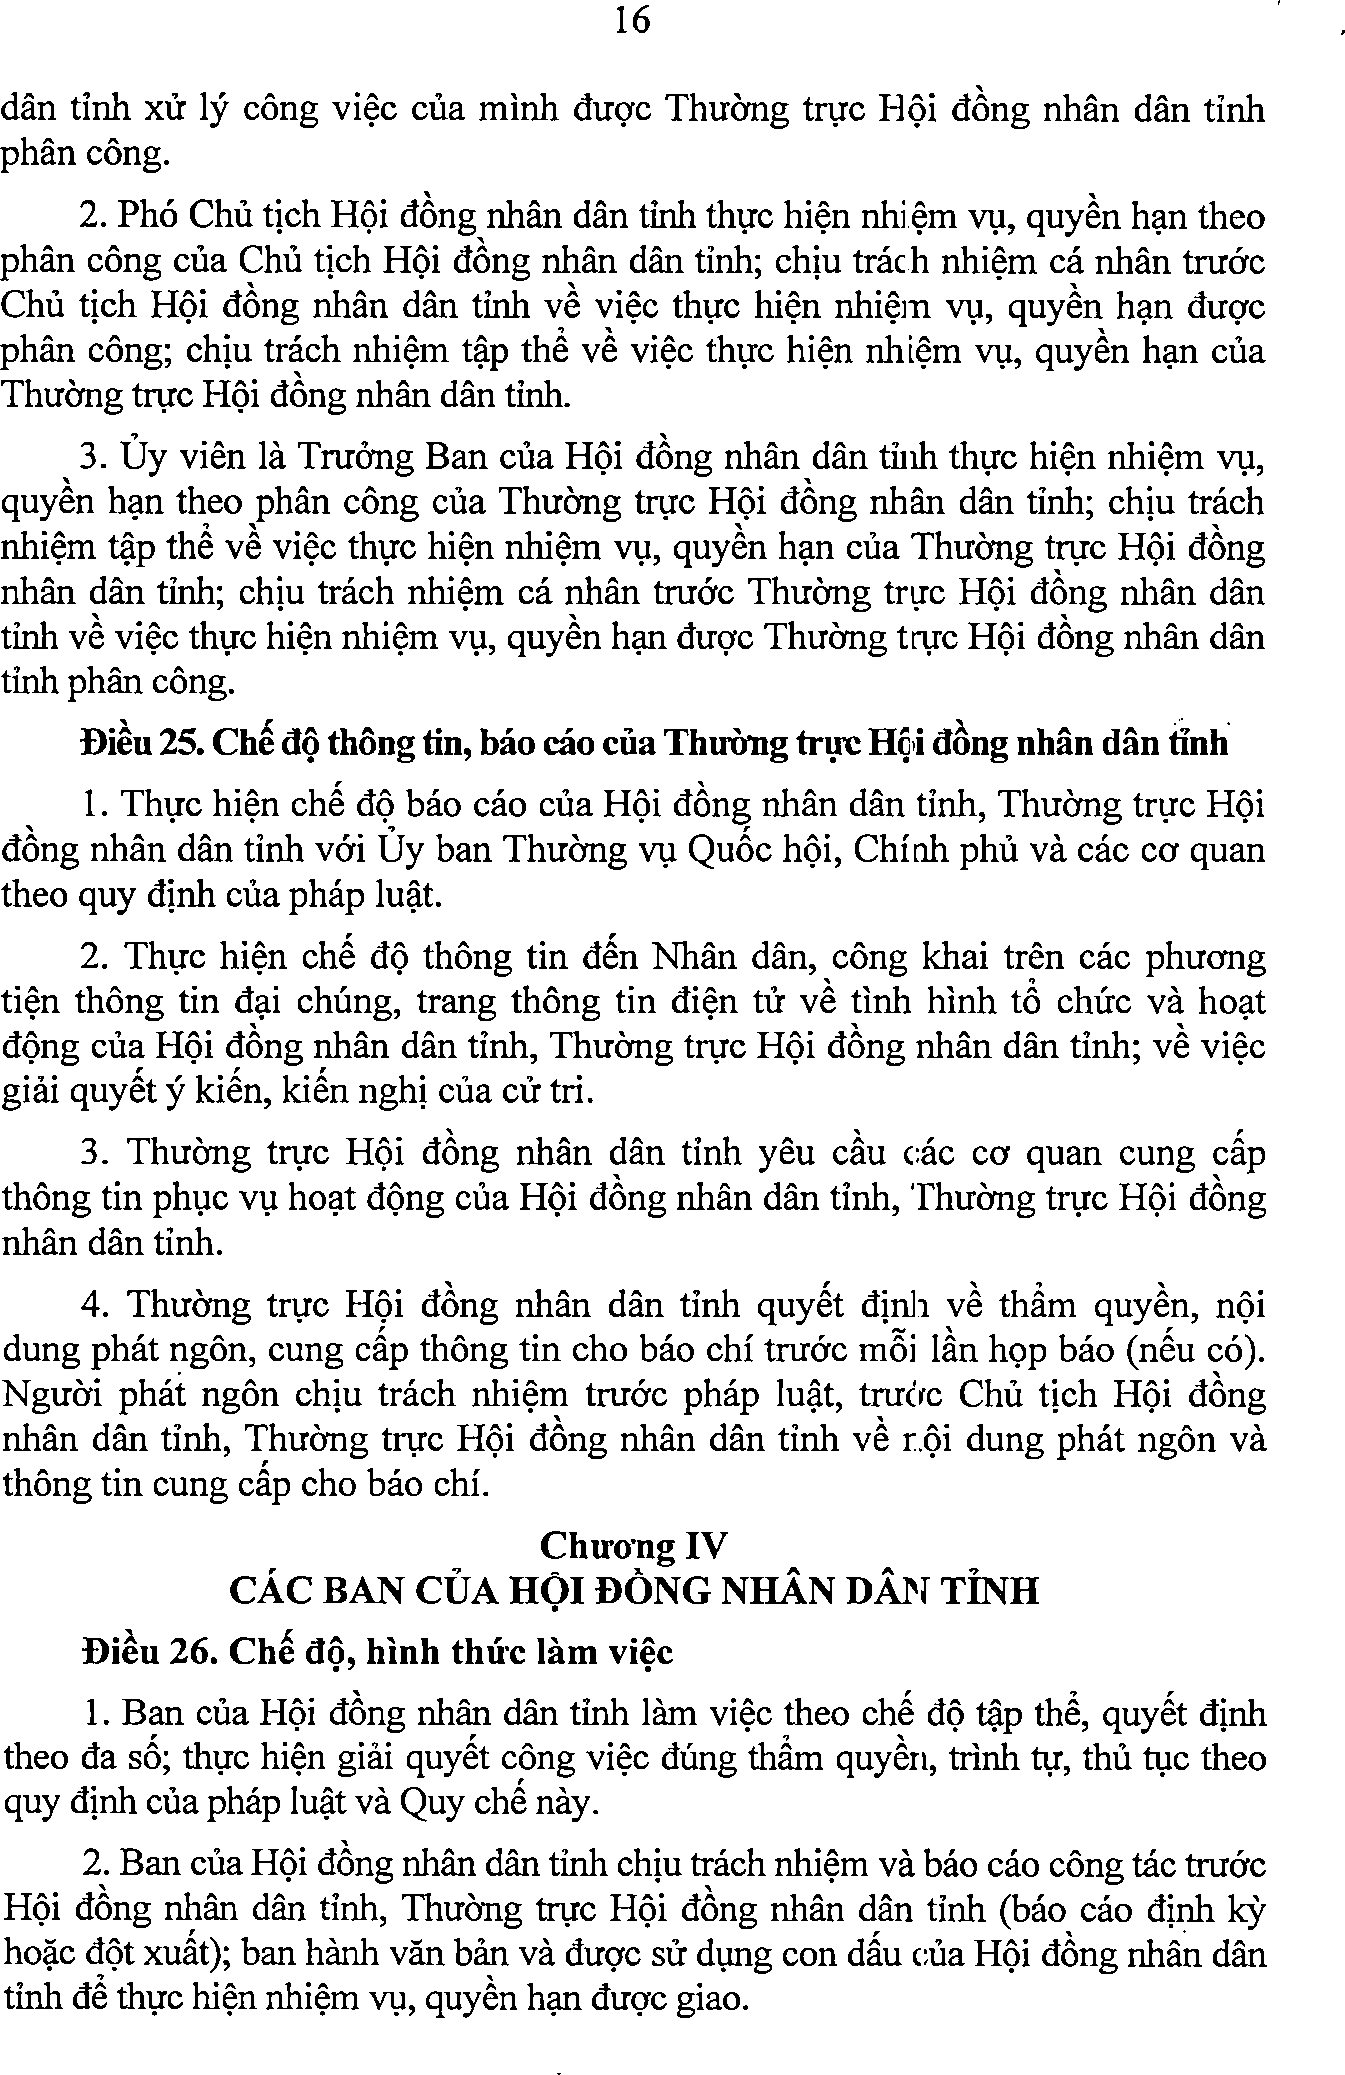 16
dân tỉnh xử lý công việc của mình được Thường trực Hội đồng nhân dân tỉnh
phân công.
2. Phó Chủ tịch Hội đồng nhân dân tỉnh thực hiện nhiệm vụ, quyền hạn theo
phân công của Chủ tịch Hội đồng nhân dân tỉnh; chịu trách nhiệm cá nhân trước
Chủ tịch Hội đồng nhân dân tỉnh về việc thực hiện nhiệm vụ, quyền hạn được
phân công; chịu trách nhiệm tập thể về việc thực hiện nhiệm vụ, quyền hạn của
Thường trực Hội đồng nhân dân tỉnh.
3. Ủy viên là Trưởng Ban của Hội đồng nhân dân tỉnh thực hiện nhiệm vụ,
quyền hạn theo phân công của Thường trực Hội đồng nhân dân tỉnh; chịu trách
nhiệm tập thể về việc thực hiện nhiệm vụ, quyền hạn của Thường trực Hội đồng
nhân dân tỉnh; chịu trách nhiệm cá nhân trước Thường trực Hội đồng nhân dân
tỉnh về việc thực hiện nhiệm vụ, quyền hạn được Thường trực Hội đồng nhân dân
tỉnh phân công.
Điều 25. Chế độ thông tin, báo cáo của Thường trực Hội đồng nhân dân tỉnh
1. Thực hiện chế độ báo cáo của Hội đồng nhân dân tỉnh, Thường trực Hội
đồng nhân dân tỉnh với Ủy ban Thường vụ Quốc hội, Chính phủ và các cơ quan
theo quy định của pháp luật.
2. Thực hiện chế độ thông tin đến Nhân dân, công khai trên các phương
tiện thông tin đại chúng, trang thông tin điện tử về tình hình tổ chức và hoạt
động của Hội đồng nhân dân tỉnh, Thường trực Hội đồng nhân dân tỉnh; về việc
giải quyết ý kiến, kiến nghị của cử tri.
3. Thường trực Hội đồng nhân dân tỉnh yêu cầu các cơ quan cung cấp
thông tin phục vụ hoạt động của Hội đồng nhân dân tỉnh, Thường trực Hội đồng
nhân dân tỉnh.
4. Thường trực Hội đồng nhân dân tỉnh quyết định về thẩm quyền, nội
dung phát ngôn, cung cấp thông tin cho báo chí trước mỗi lần họp báo (nếu có).
Người phát ngôn chịu trách nhiệm trước pháp luật, trước Chủ tịch Hội đồng
nhân dân tỉnh, Thường trực Hội đồng nhân dân tỉnh về nội dung phát ngôn và
thông tin cung cấp cho báo chí.
Chương IV
CÁC BAN CỦA HỘI ĐỒNG NHÂN DÂN TỈNH
Điều 26. Chế độ, hình thức làm việc
1. Ban của Hội đồng nhân dân tỉnh làm việc theo chế độ tập thể, quyết định
theo đa số; thực hiện giải quyết công việc đúng thẩm quyền, trình tự, thủ tục theo
quy định của pháp luật và Quy chế này.
2. Ban của Hội đồng nhân dân tỉnh chịu trách nhiệm và báo cáo công tác trước
Hội đồng nhân dân tỉnh, Thường trực Hội đồng nhân dân tỉnh (báo cáo định kỳ
hoặc đột xuất); ban hành văn bản và được sử dụng con dấu của Hội đồng nhân dân
tỉnh để thực hiện nhiệm vụ, quyền hạn được giao.